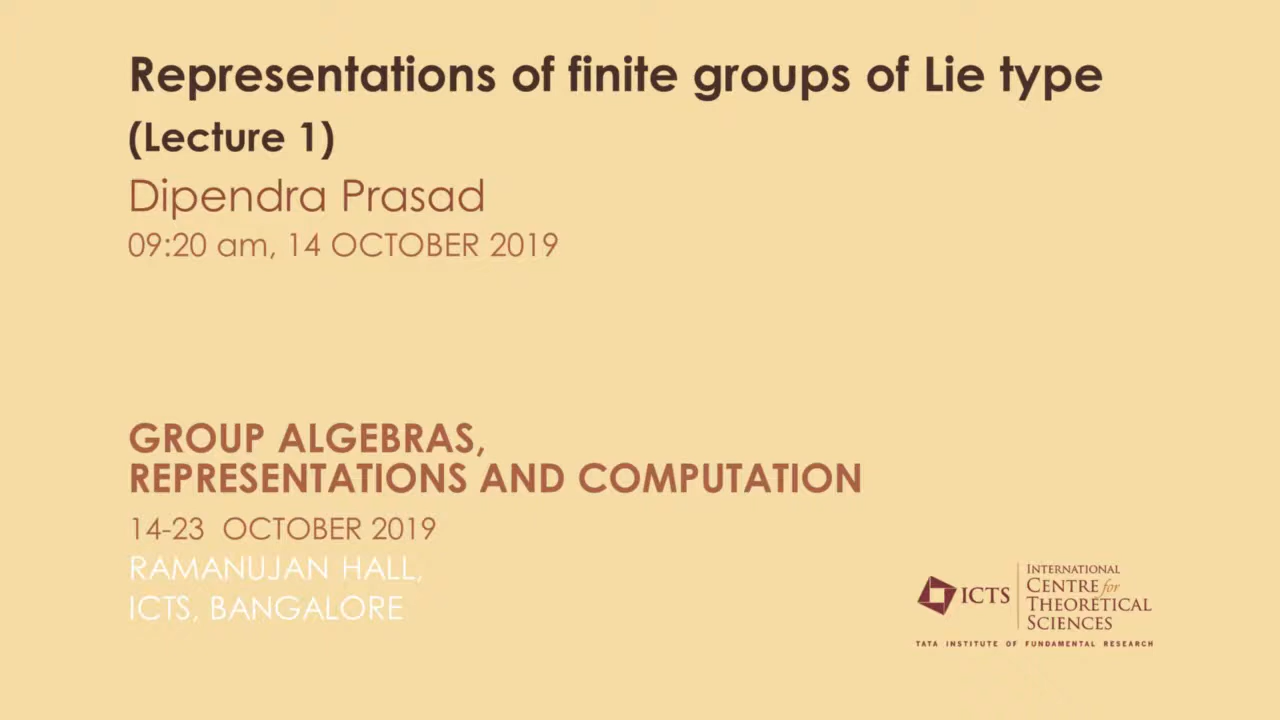 Representations of finite groups of Lie type
(Lecture 1)
Dipendra Prasad
09:20 am, 14 OCTOBER 2019
GROUP ALGEBRAS,
REPRESENTATIONS AND COMPUTATION
14-23 OCTOBER 2019
RAMANUJAN HALL,
ICTS, BANGALORE
ICTS
INTERNATIONAL
CENTRE for
THEORETICAL
SCIENCES
TATA INSTITUTE OF FUNDAMENTAL RESEARCH